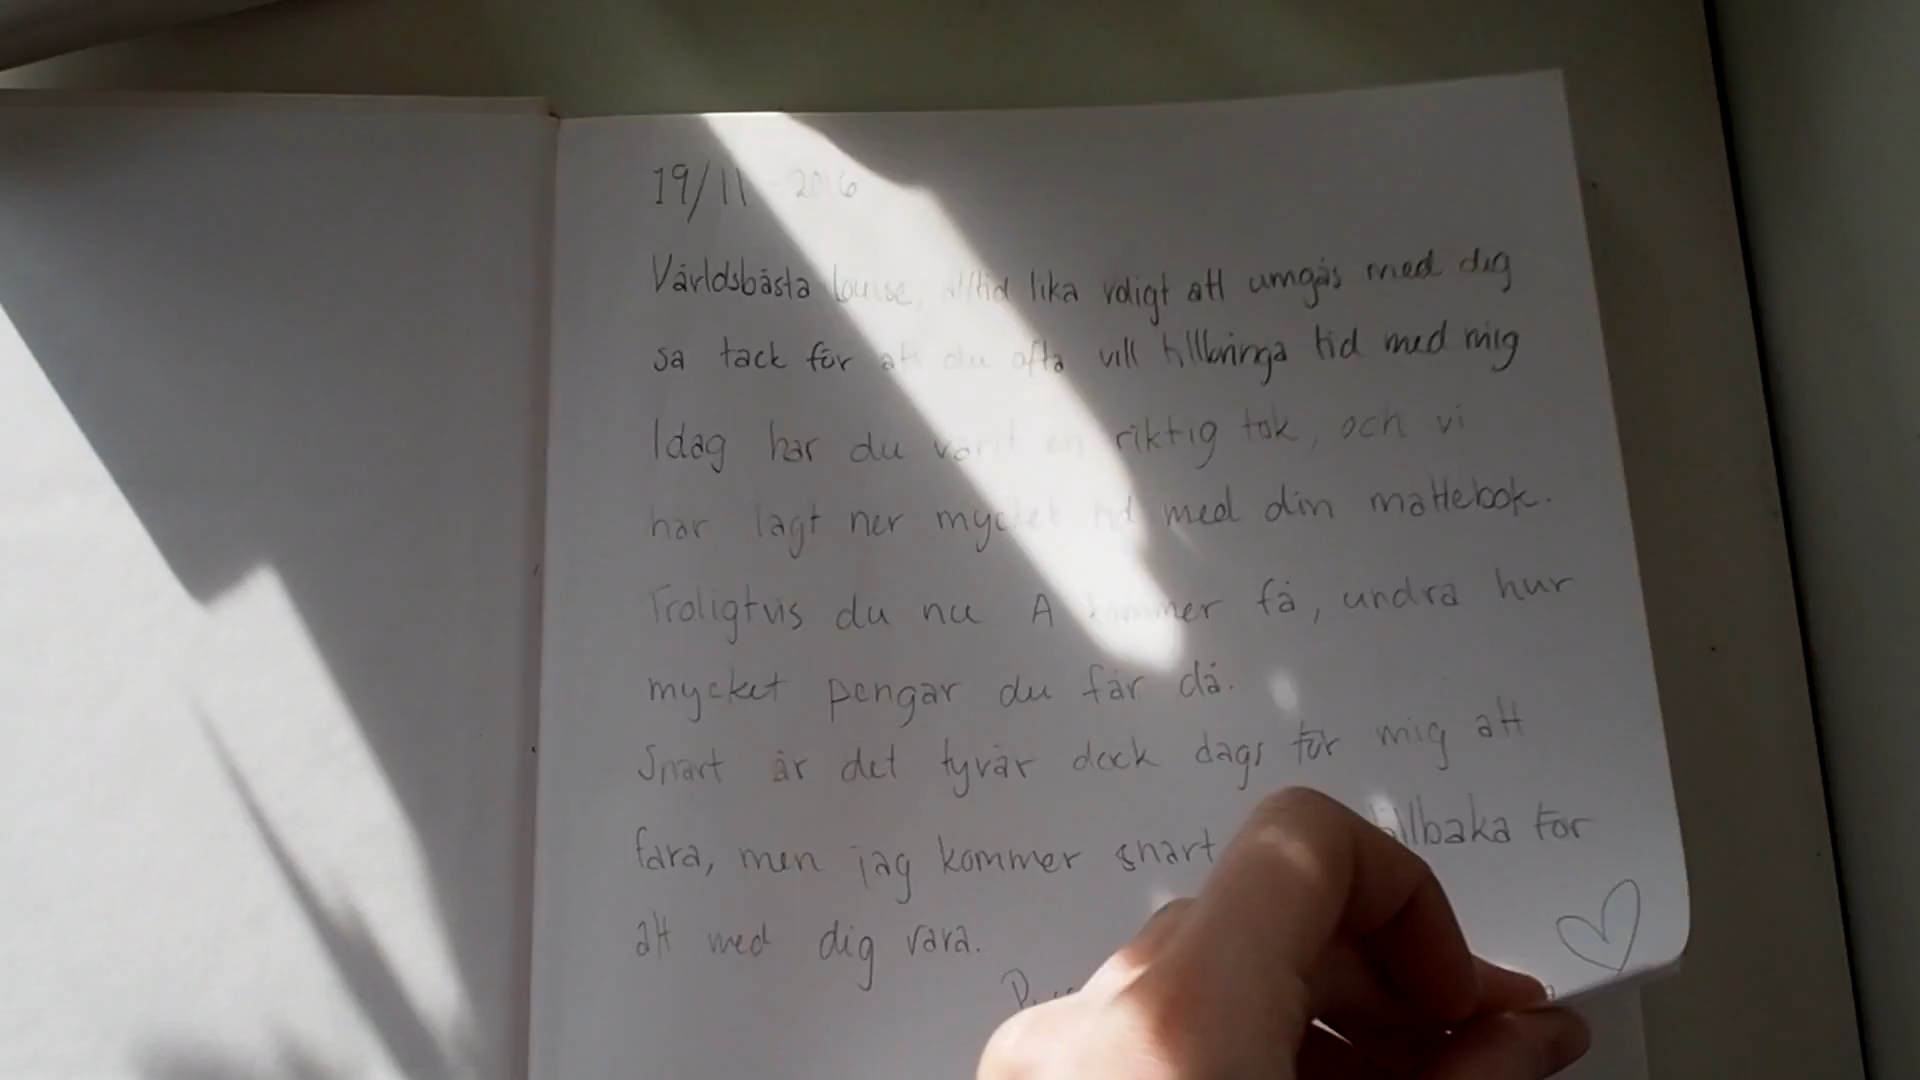 19/11 - 2016
Världsbästa Louise, alltid lika roligt att umgås med dig
så tack för att du ofta vill tillbringa tid med mig
Idag har du varit en riktig tok, och vi
har lagt ner mycket tid med din mattebok.
Troligtvis du nu A kommer få, undra hur
mycket pengar du får då.
Snart är det tyvär dock dags för mig att
fara, men jag kommer snart tillbaka för
att med dig vara.